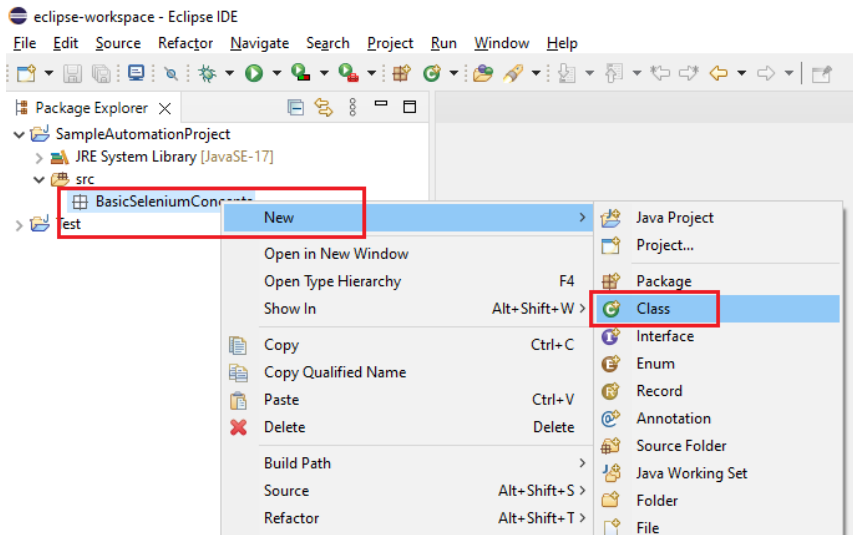 eclipse-workspace - Eclipse IDE
File Edit Source Refactor Navigate Search Project Run Window Help
Package Explorer
SampleAutomationProject
JRE System Library [JavaSE-17]
src
BasicSeleniumConcepts
Test
New
Open in New Window
Open Type Hierarchy F4
Show In Alt+Shift+W
Copy Ctrl+C
Copy Qualified Name
Paste Ctrl+V
Delete Delete
Build Path
Source Alt+Shift+S
Refactor Alt+Shift+T
Java Project
Project...
Package
Class
Interface
Enum
Record
Annotation
Source Folder
Java Working Set
Folder
File